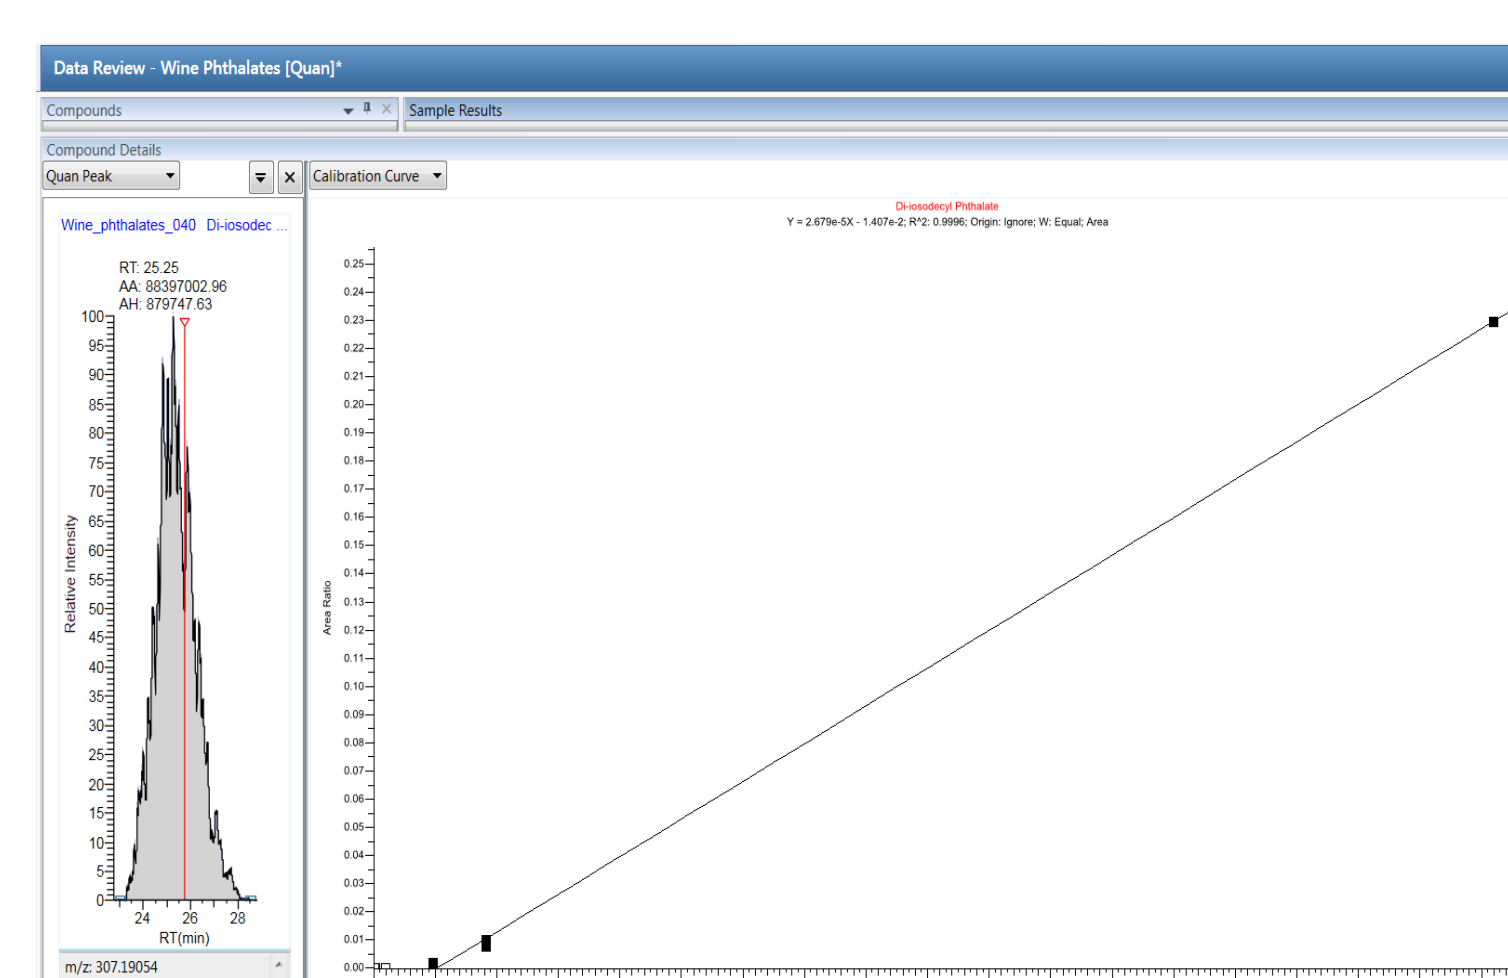 Data Review - Wine Phthalates [Quan]*
Compounds
Sample Results
Compound Details
Quan Peak
Calibration Curve
Wine_phthalates_040 Di-iosodec ...
RT: 25.25
AA: 88397002.96
AH: 879747.63
100
95
90
85
80
75
70
65
60
55
50
45
40
35
30
25
20
15
10
5
0
Relative Intensity
24 26 28
RT(min)
m/z: 307.19054
Di-iosodecyl Phthalate
Y = 2.679e-5X - 1.407e-2; R^2: 0.9996; Origin: Ignore; W: Equal; Area
0.25
0.24
0.23
0.22
0.21
0.20
0.19
0.18
0.17
0.16
0.15
0.14
0.13
0.12
0.11
0.10
0.09
0.08
0.07
0.06
0.05
0.04
0.03
0.02
0.01
0.00
Area Ratio